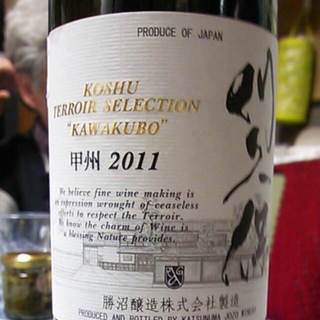 PRODUCE OF JAPAN
KOSHU
TERROIR SELECTION
"KAWAKUBO"
甲州 2011
We believe fine wine making is
an expression wrought of ceaseless
efforts to respect the Terroir.
We know the charm of Wine is
a blessing Nature provides.
勝沼醸造株式会社製造
PRODUCED AND BOTTLED BY KATSUNUMA JOZO WINERY